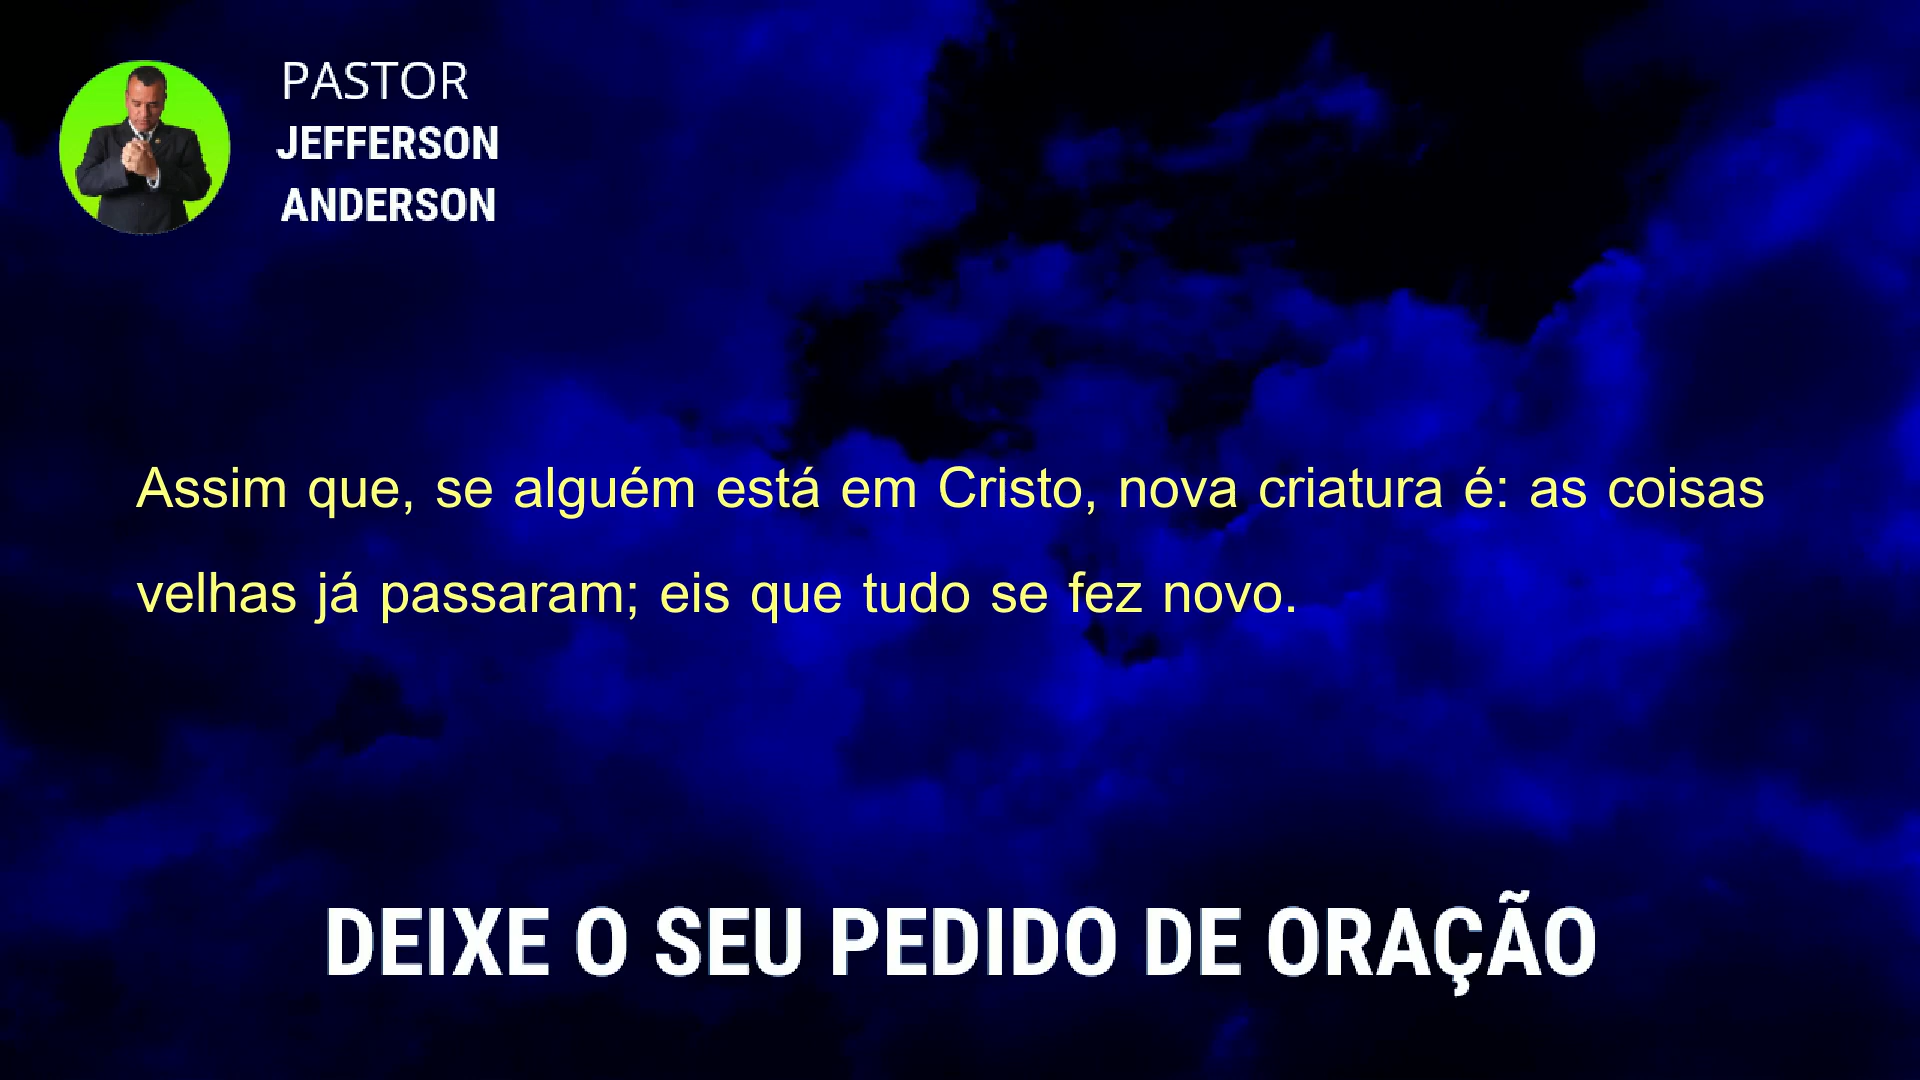 PASTOR
JEFFERSON
ANDERSON
Assim que, se alguém está em Cristo, nova criatura é: as coisas
velhas já passaram; eis que tudo se fez novo.
DEIXE O SEU PEDIDO DE ORAÇÃO